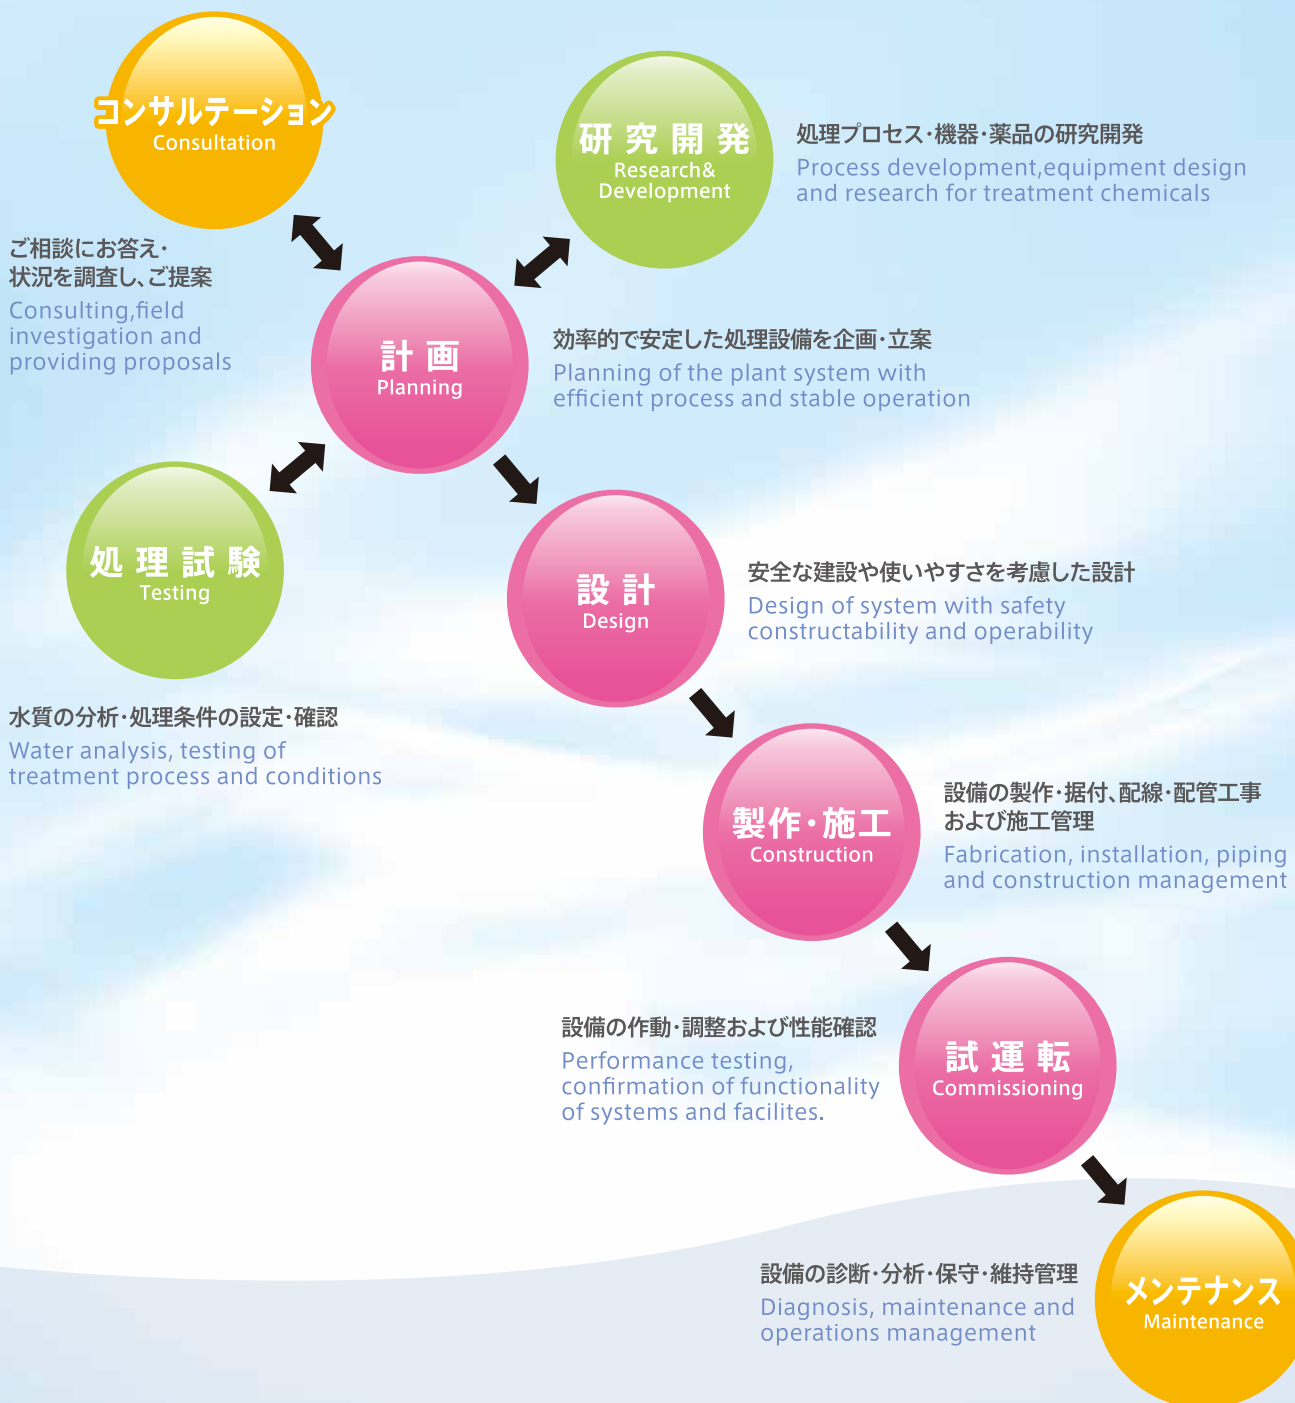 コンサルテーション
Consultation
ご相談にお答え・
状況を調査し、ご提案
Consulting,field
investigation and
providing proposals
研究開発
Research&
Development
処理プロセス・機器・薬品の研究開発
Process development,equipment design
and research for treatment chemicals
計画
Planning
効率的で安定した処理設備を企画・立案
Planning of the plant system with
efficient process and stable operation
処理試験
Testing
水質の分析・処理条件の設定・確認
Water analysis, testing of
treatment process and conditions
設計
Design
安全な建設や使いやすさを考慮した設計
Design of system with safety
constructability and operability
製作・施工
Construction
設備の製作・据付、配線・配管工事
および施工管理
Fabrication, installation, piping
and construction management
試運転
Commissioning
設備の作動・調整および性能確認
Performance testing,
confirmation of functionality
of systems and facilites.
メンテナンス
Maintenance
設備の診断・分析・保守・維持管理
Diagnosis, maintenance and
operations management